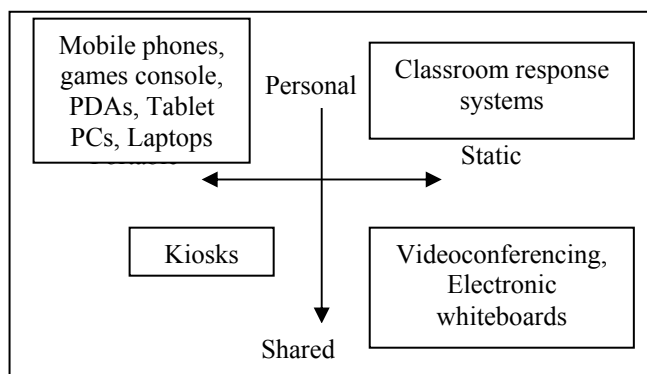 Mobile phones,
games console,
PDAs, Tablet
PCs, Laptops
Personal
Classroom response
systems
Static
Kiosks
Videoconferencing,
Electronic
whiteboards
Shared